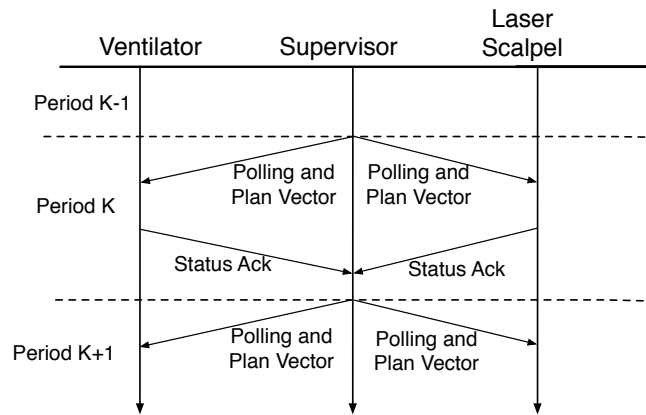 Ventilator
Supervisor
Laser
Scalpel
Period K-1
Polling and
Plan Vector
Polling and
Plan Vector
Period K
Status Ack
Status Ack
Period K+1
Polling and
Plan Vector
Polling and
Plan Vector